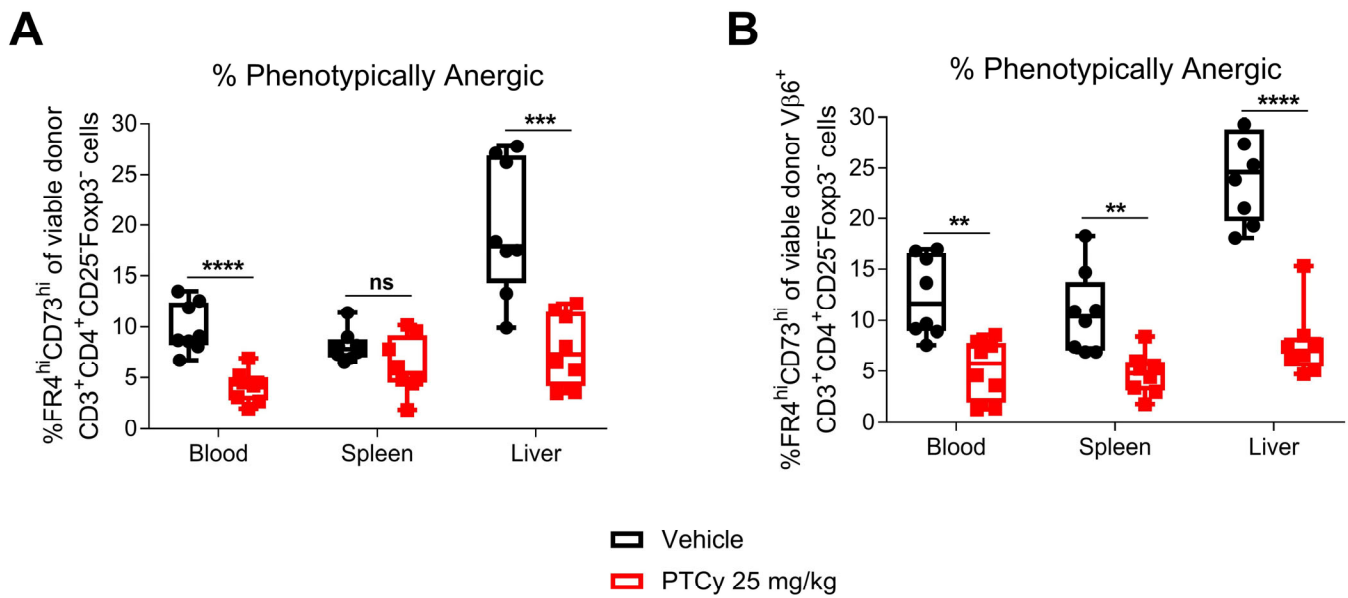 A
% Phenotypically Anergic
%FR4ʰⁱCD73ʰⁱ of viable donor
CD3⁺CD4⁺CD25⁻Foxp3⁻ cells
30
25
20
15
10
5
0
****
ns
***
Blood Spleen Liver
B
% Phenotypically Anergic
%FR4ʰⁱCD73ʰⁱ of viable donor Vβ6⁺
CD3⁺CD4⁺CD25⁻Foxp3⁻ cells
30
25
20
15
10
5
0
**
**
****
Blood Spleen Liver
Vehicle
PTCy 25 mg/kg